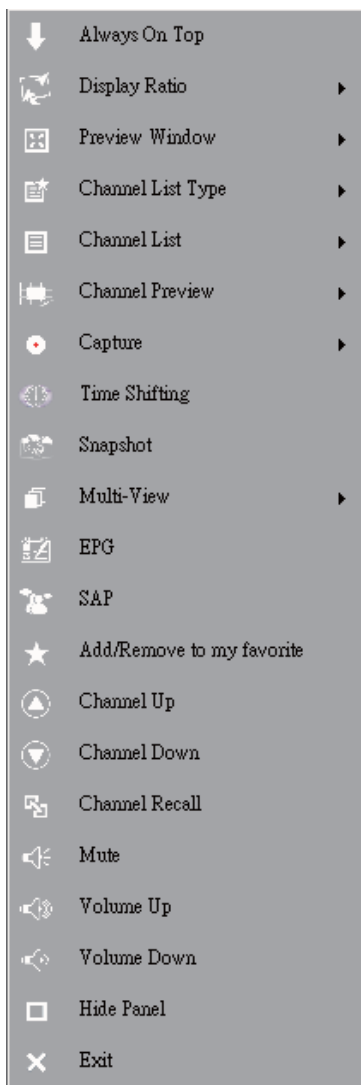 Always On Top
Display Ratio
Preview Window
Channel List Type
Channel List
Channel Preview
Capture
Time Shifting
Snapshot
Multi-View
EPG
SAP
Add/Remove to my favorite
Channel Up
Channel Down
Channel Recall
Mute
Volume Up
Volume Down
Hide Panel
Exit